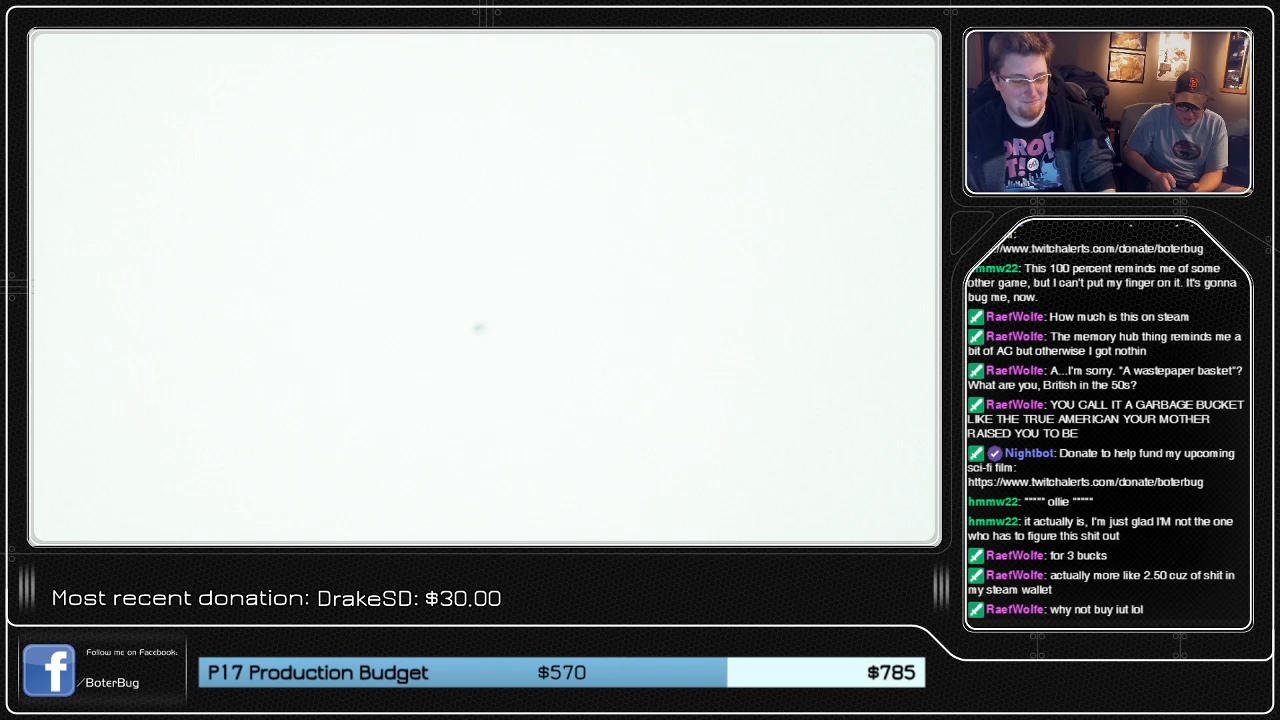 DROP
IT!
://www.twitchalerts.com/donate/boterbug
hmmw22: This 100 percent reminds me of some
other game, but I can't put my finger on it. It's gonna
bug me, now.
RaefWolfe: How much is this on steam
RaefWolfe: The memory hub thing reminds me a
bit of AC but otherwise I got nothin
RaefWolfe: A...I'm sorry. "A wastepaper basket"?
What are you, British in the 50s?
RaefWolfe: YOU CALL IT A GARBAGE BUCKET
LIKE THE TRUE AMERICAN YOUR MOTHER
RAISED YOU TO BE
Nightbot: Donate to help fund my upcoming
sci-fi film:
https://www.twitchalerts.com/donate/boterbug
hmmw22: """"" ollie """""
hmmw22: it actually is, I'm just glad I'M not the one
who has to figure this shit out
RaefWolfe: for 3 bucks
RaefWolfe: actually more like 2.50 cuz of shit in
my steam wallet
RaefWolfe: why not buy iut lol
Most recent donation: DrakeSD: $30.00
Follow me on Facebook:
/BoterBug
P17 Production Budget $570 $785